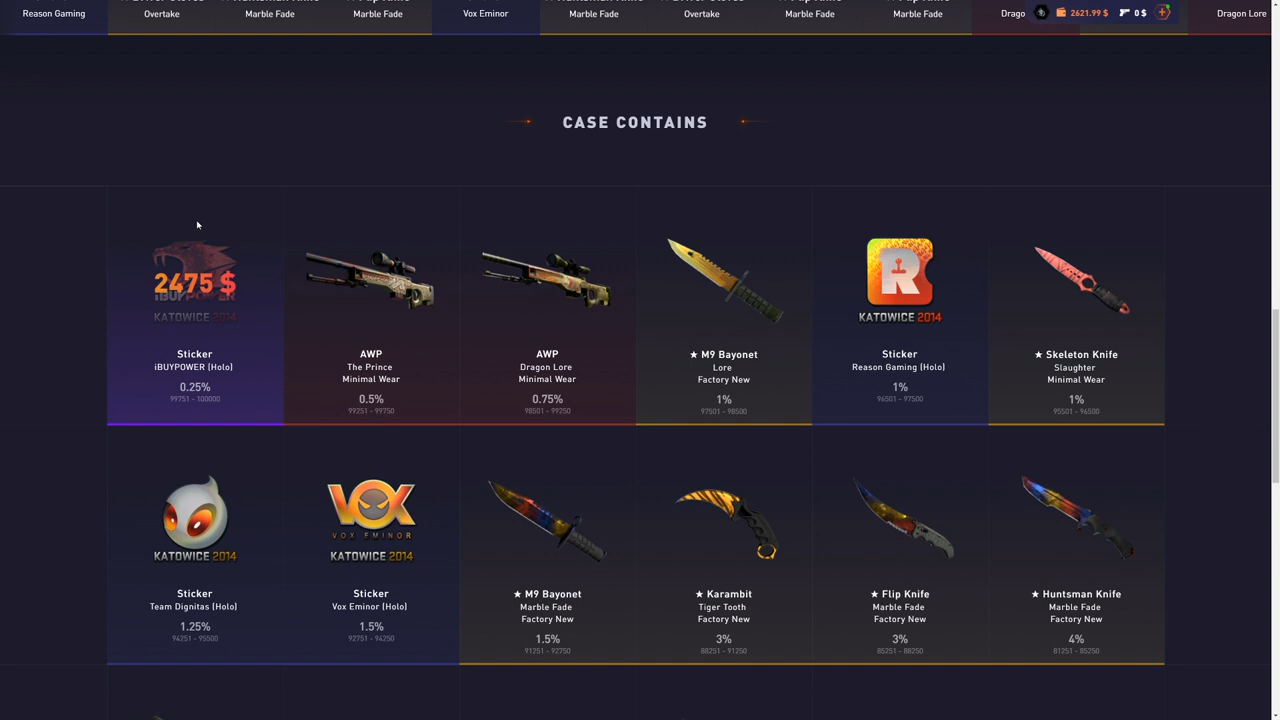 Reason Gaming
Overtake
Marble Fade
Marble Fade
Vox Eminor
Marble Fade
Overtake
Marble Fade
Marble Fade
Drago
2621.99 $
0 $
Dragon Lore
CASE CONTAINS
2475 $
iBUYPOWER
KATOWICE 2014
Sticker
iBUYPOWER (Holo)
0.25%
99751 - 100000
AWP
The Prince
Minimal Wear
0.5%
99251 - 99750
AWP
Dragon Lore
Minimal Wear
0.75%
98501 - 99250
★ M9 Bayonet
Lore
Factory New
1%
97501 - 98500
R
KATOWICE 2014
Sticker
Reason Gaming (Holo)
1%
96501 - 97500
★ Skeleton Knife
Slaughter
Minimal Wear
1%
95501 - 96500
KATOWICE 2014
Sticker
Team Dignitas (Holo)
1.25%
94251 - 95500
VOX
VOX EMINOR
KATOWICE 2014
Sticker
Vox Eminor (Holo)
1.5%
92751 - 94250
★ M9 Bayonet
Marble Fade
Factory New
1.5%
91251 - 92750
★ Karambit
Tiger Tooth
Factory New
3%
88251 - 91250
★ Flip Knife
Marble Fade
Factory New
3%
85251 - 88250
★ Huntsman Knife
Marble Fade
Factory New
4%
81251 - 85250